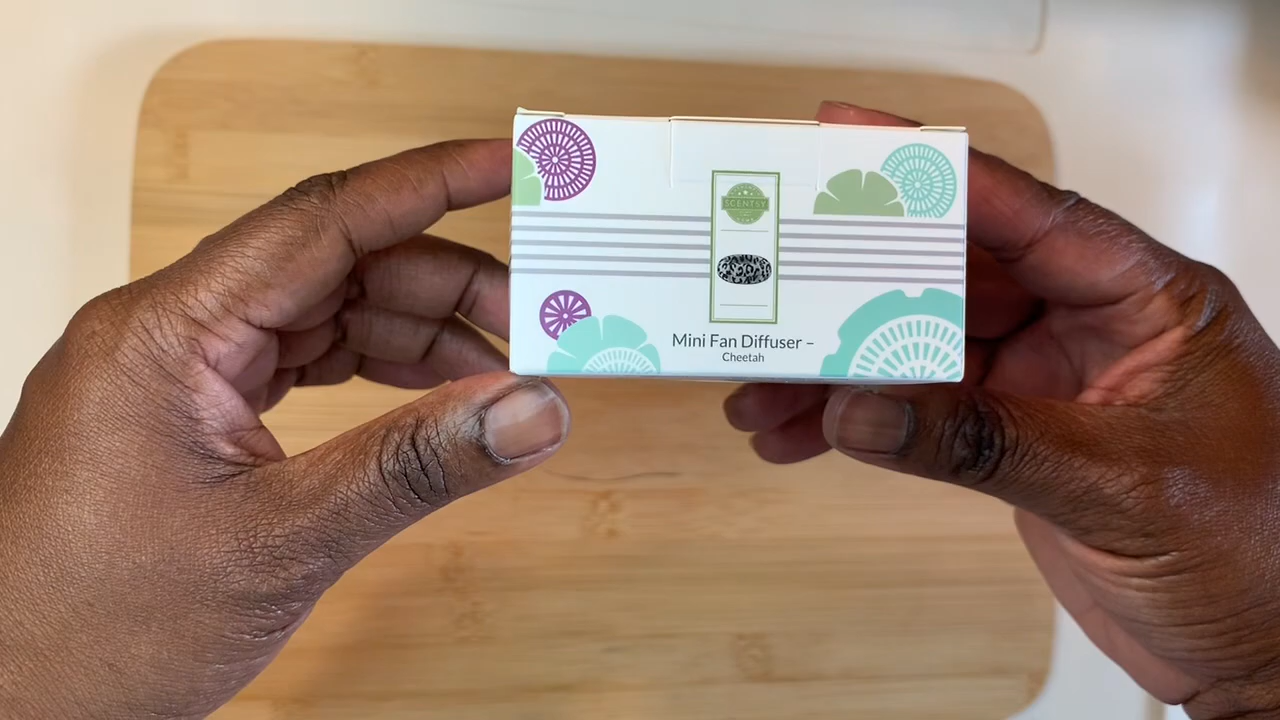 SCENTSY
Mini Fan Diffuser –
Cheetah